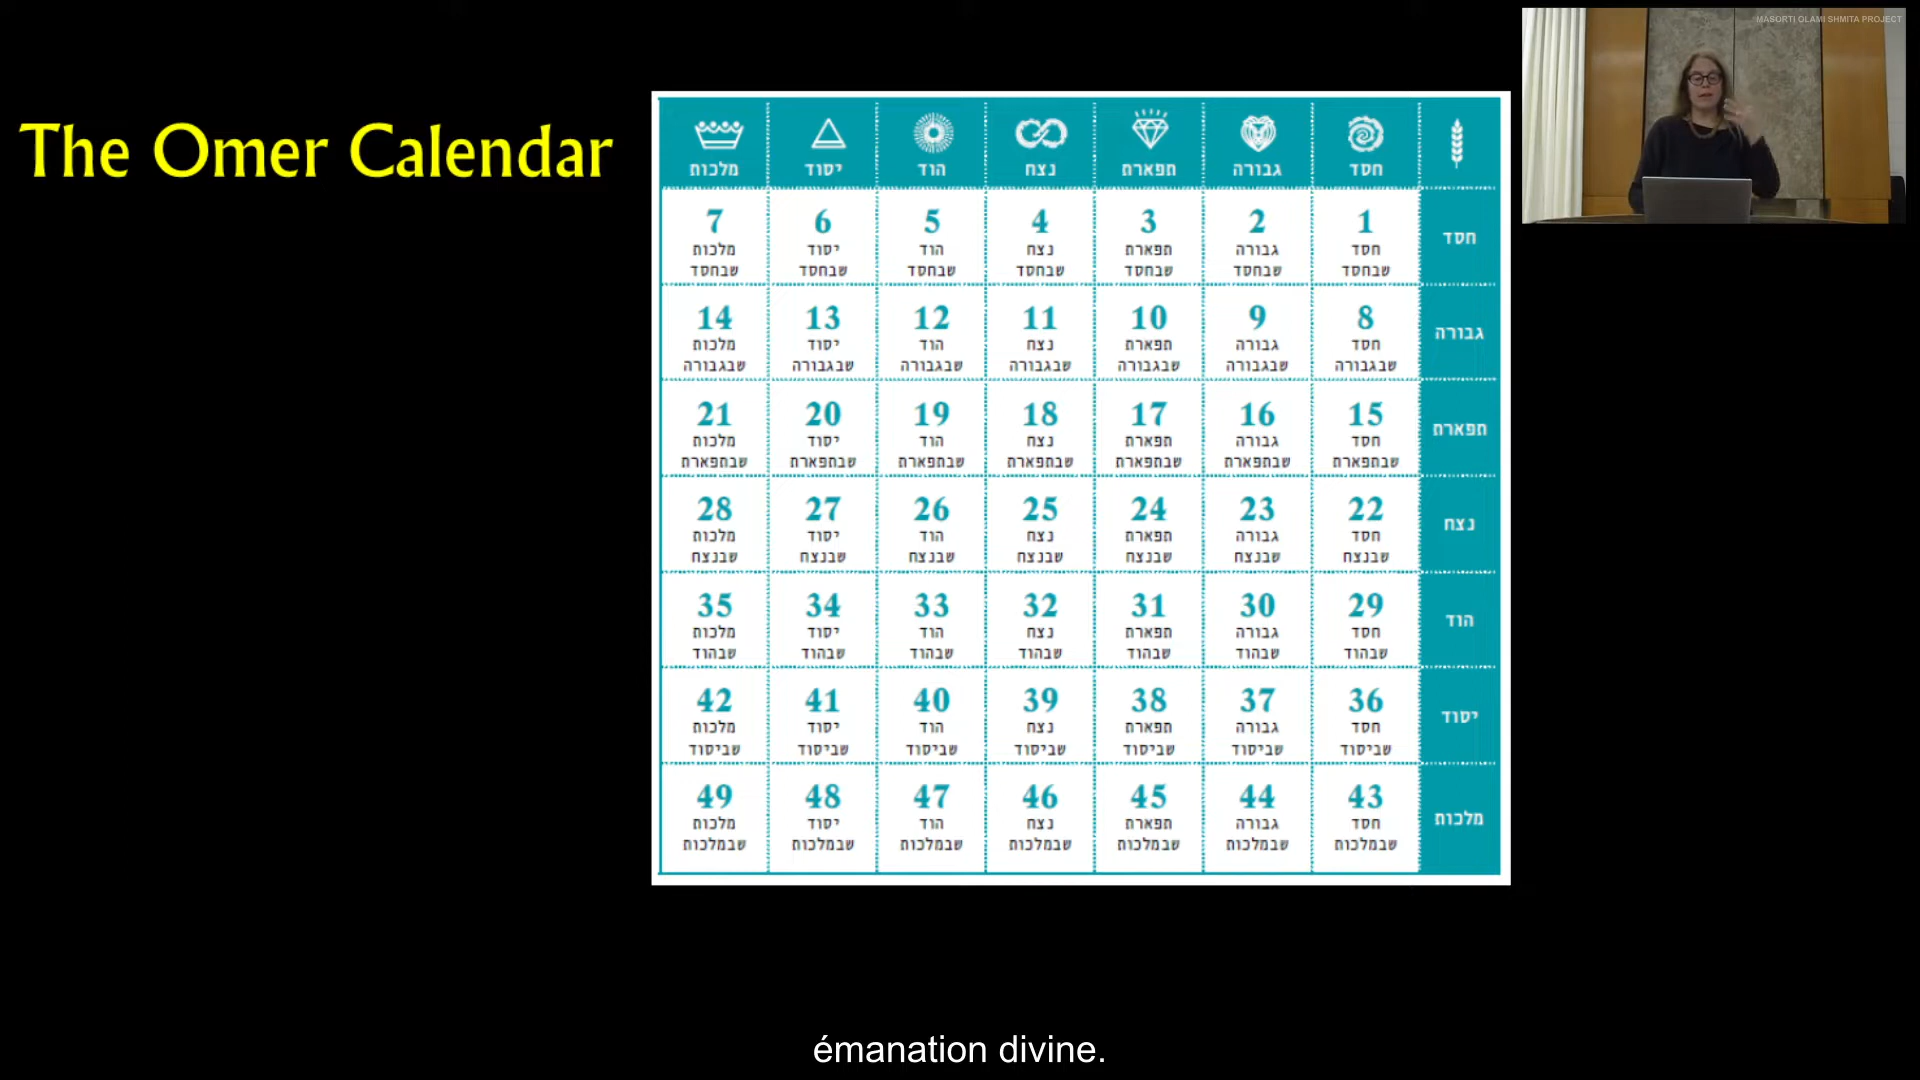 The Omer Calendar
MASORTI OLAMI SHMITA PROJECT
חסד גבורה תפארת נצח הוד יסוד מלכות
חסד 1 2 3 4 5 6 7
חסד גבורה תפארת נצח הוד יסוד מלכות
שבחסד שבחסד שבחסד שבחסד שבחסד שבחסד שבחסד
גבורה 8 9 10 11 12 13 14
חסד גבורה תפארת נצח הוד יסוד מלכות
שבגבורה שבגבורה שבגבורה שבגבורה שבגבורה שבגבורה שבגבורה
תפארת 15 16 17 18 19 20 21
חסד גבורה תפארת נצח הוד יסוד מלכות
שבתפארת שבתפארת שבתפארת שבתפארת שבתפארת שבתפארת שבתפארת
נצח 22 23 24 25 26 27 28
חסד גבורה תפארת נצח הוד יסוד מלכות
שבנצח שבנצח שבנצח שבנצח שבנצח שבנצח שבנצח
הוד 29 30 31 32 33 34 35
חסד גבורה תפארת נצח הוד יסוד מלכות
שבהוד שבהוד שבהוד שבהוד שבהוד שבהוד שבהוד
יסוד 36 37 38 39 40 41 42
חסד גבורה תפארת נצח הוד יסוד מלכות
שביסוד שביסוד שביסוד שביסוד שביסוד שביסוד שביסוד
מלכות 43 44 45 46 47 48 49
חסד גבורה תפארת נצח הוד יסוד מלכות
שבמלכות שבמלכות שבמלכות שבמלכות שבמלכות שבמלכות שבמלכות
émanation divine.